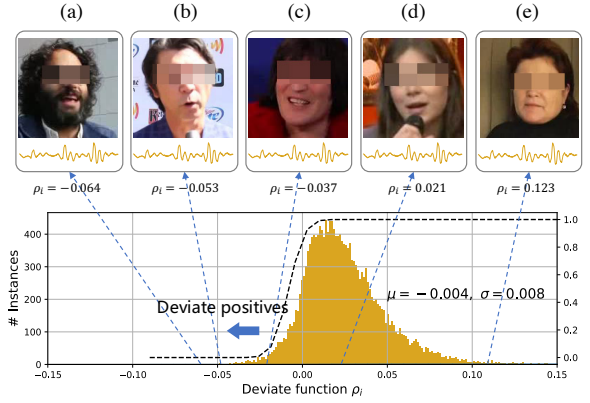 (a) (b) (c) (d) (e)
ρi = −0.064 ρi = −0.053 ρi = −0.037 ρi = 0.021 ρi = 0.123
400
300
200
100
0
# Instances
1.0
0.8
0.6
0.4
0.2
0.0
μ = −0.004, σ = 0.008
Deviate positives
−0.15 −0.10 −0.05 0.00 0.05 0.10 0.15
Deviate function ρi